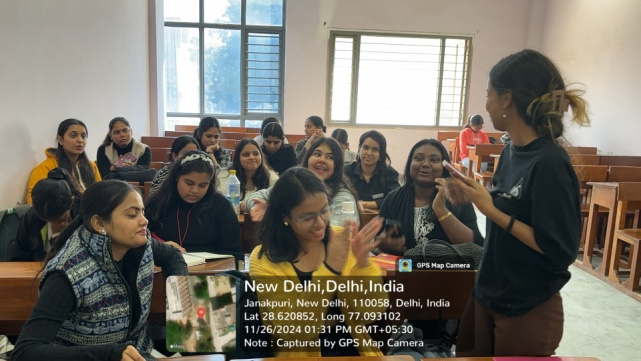 GPS Map Camera
New Delhi,Delhi,India
Janakpuri, New Delhi, 110058, Delhi, India
Lat 28.620852, Long 77.093102
11/26/2024 01:31 PM GMT+05:30
Note : Captured by GPS Map Camera